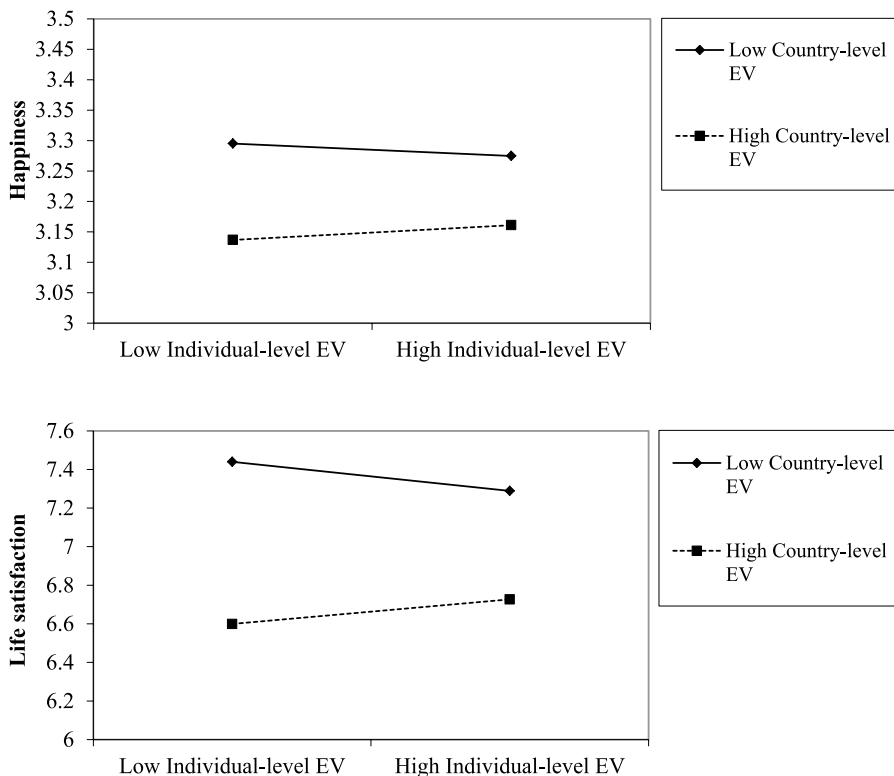 3.5
3.45
3.4
3.35
3.3
3.25
3.2
3.15
3.1
3.05
3
Happiness
Low Individual-level EV
High Individual-level EV
Low Country-level
EV
High Country-level
EV
7.6
7.4
7.2
7
6.8
6.6
6.4
6.2
6
Life satisfaction
Low Individual-level EV
High Individual-level EV
Low Country-level
EV
High Country-level
EV